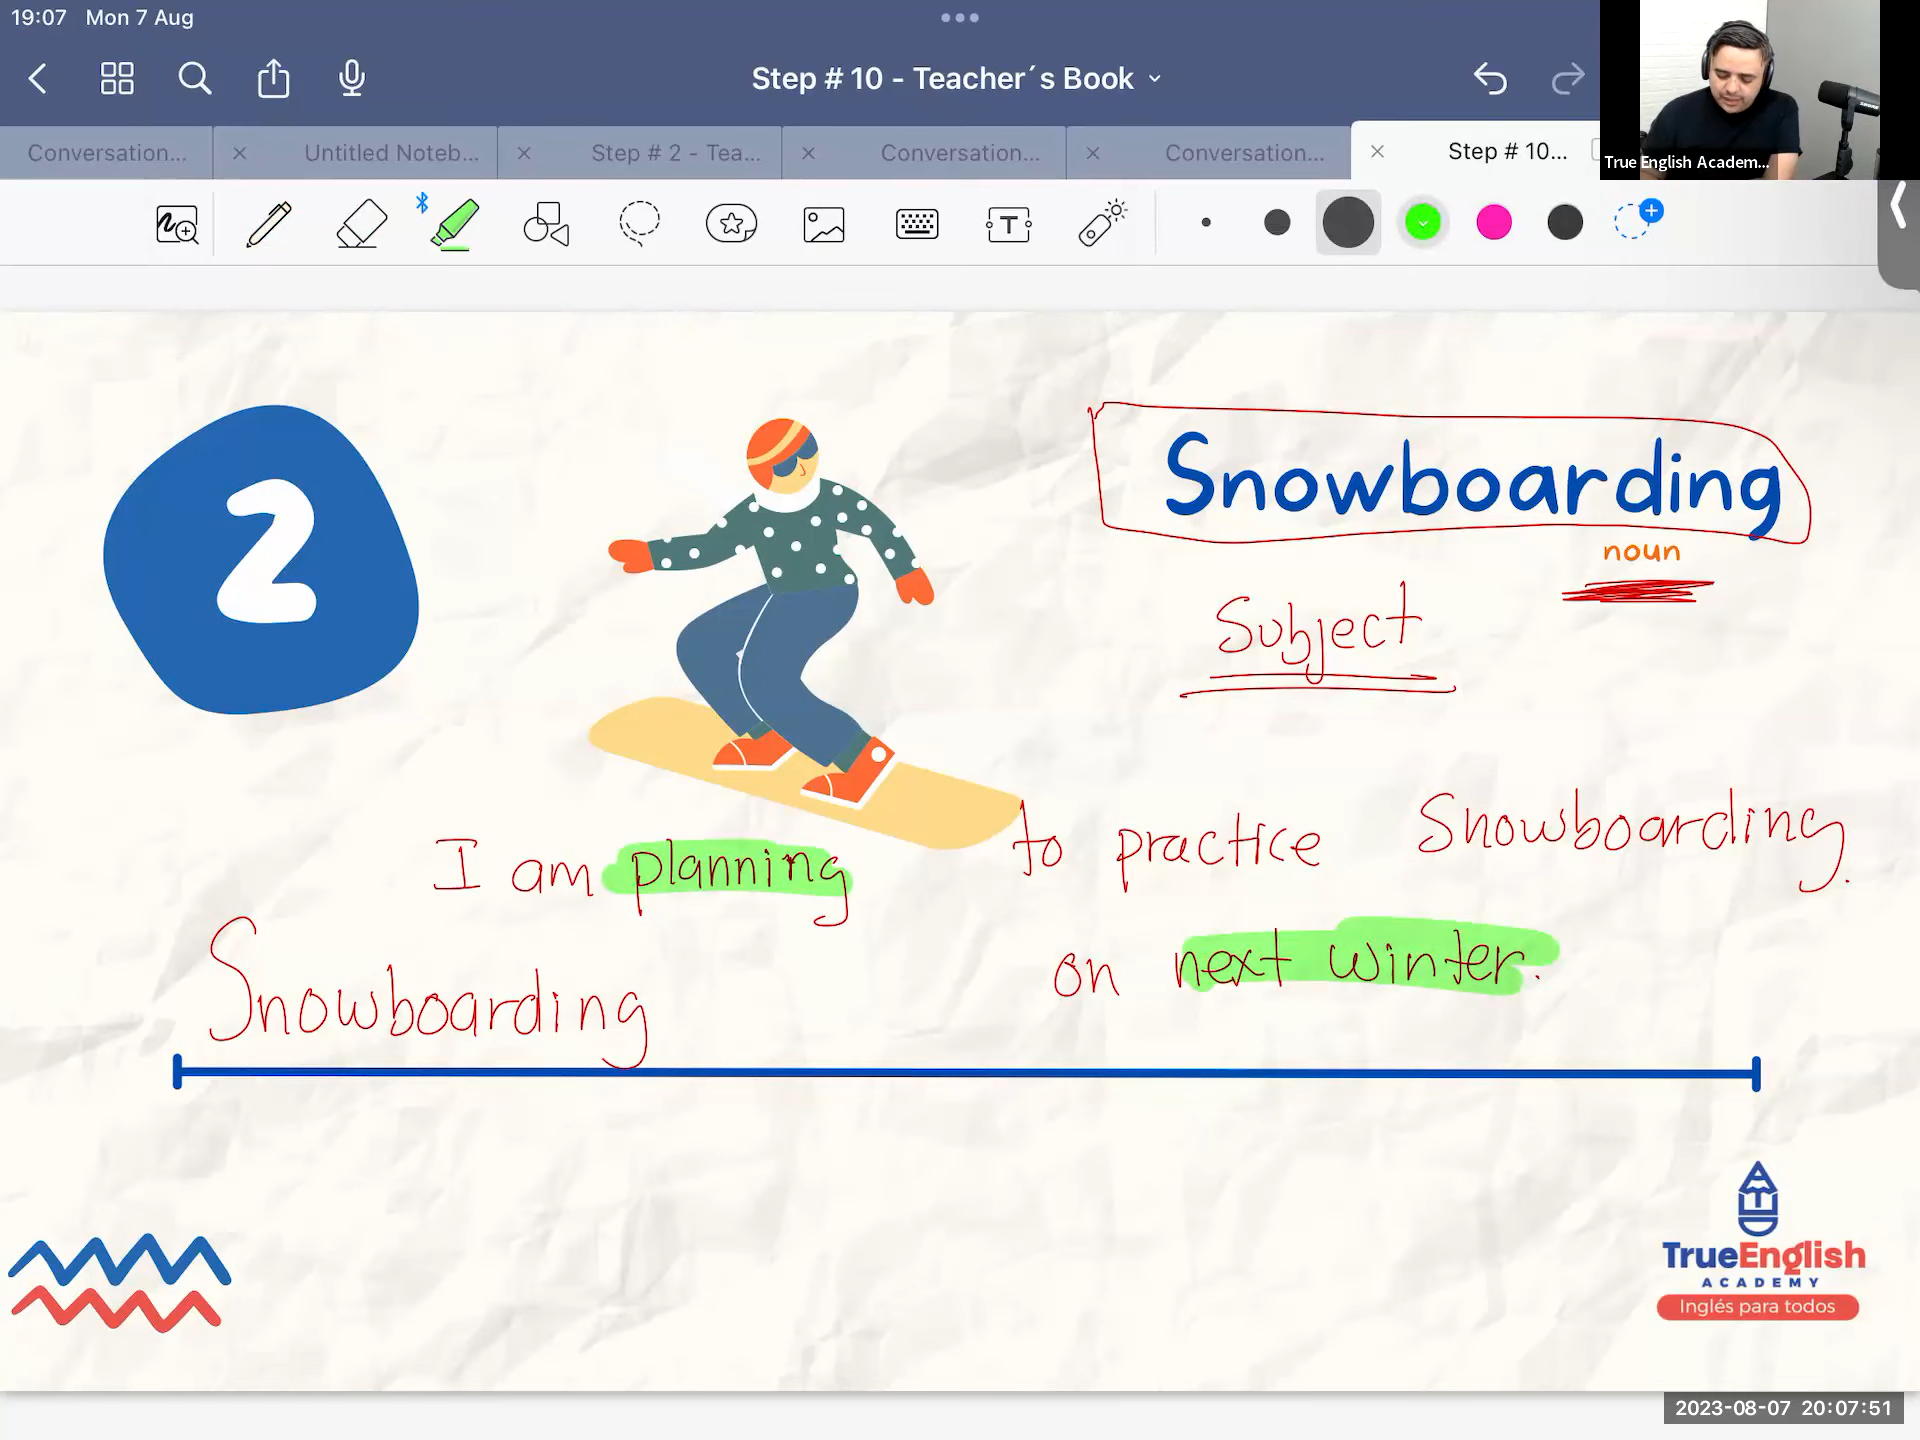 19:07 Mon 7 Aug
Step # 10 - Teacher´s Book
Conversation...
Untitled Noteb...
Step # 2 - Tea...
Conversation...
Conversation...
Step # 10...
True English Academ...
T
2
Snowboarding
noun
Subject
I am planning to practice Snowboarding.
on next winter.
Snowboarding
TrueEnglish
ACADEMY
Inglés para todos
2023-08-07 20:07:51